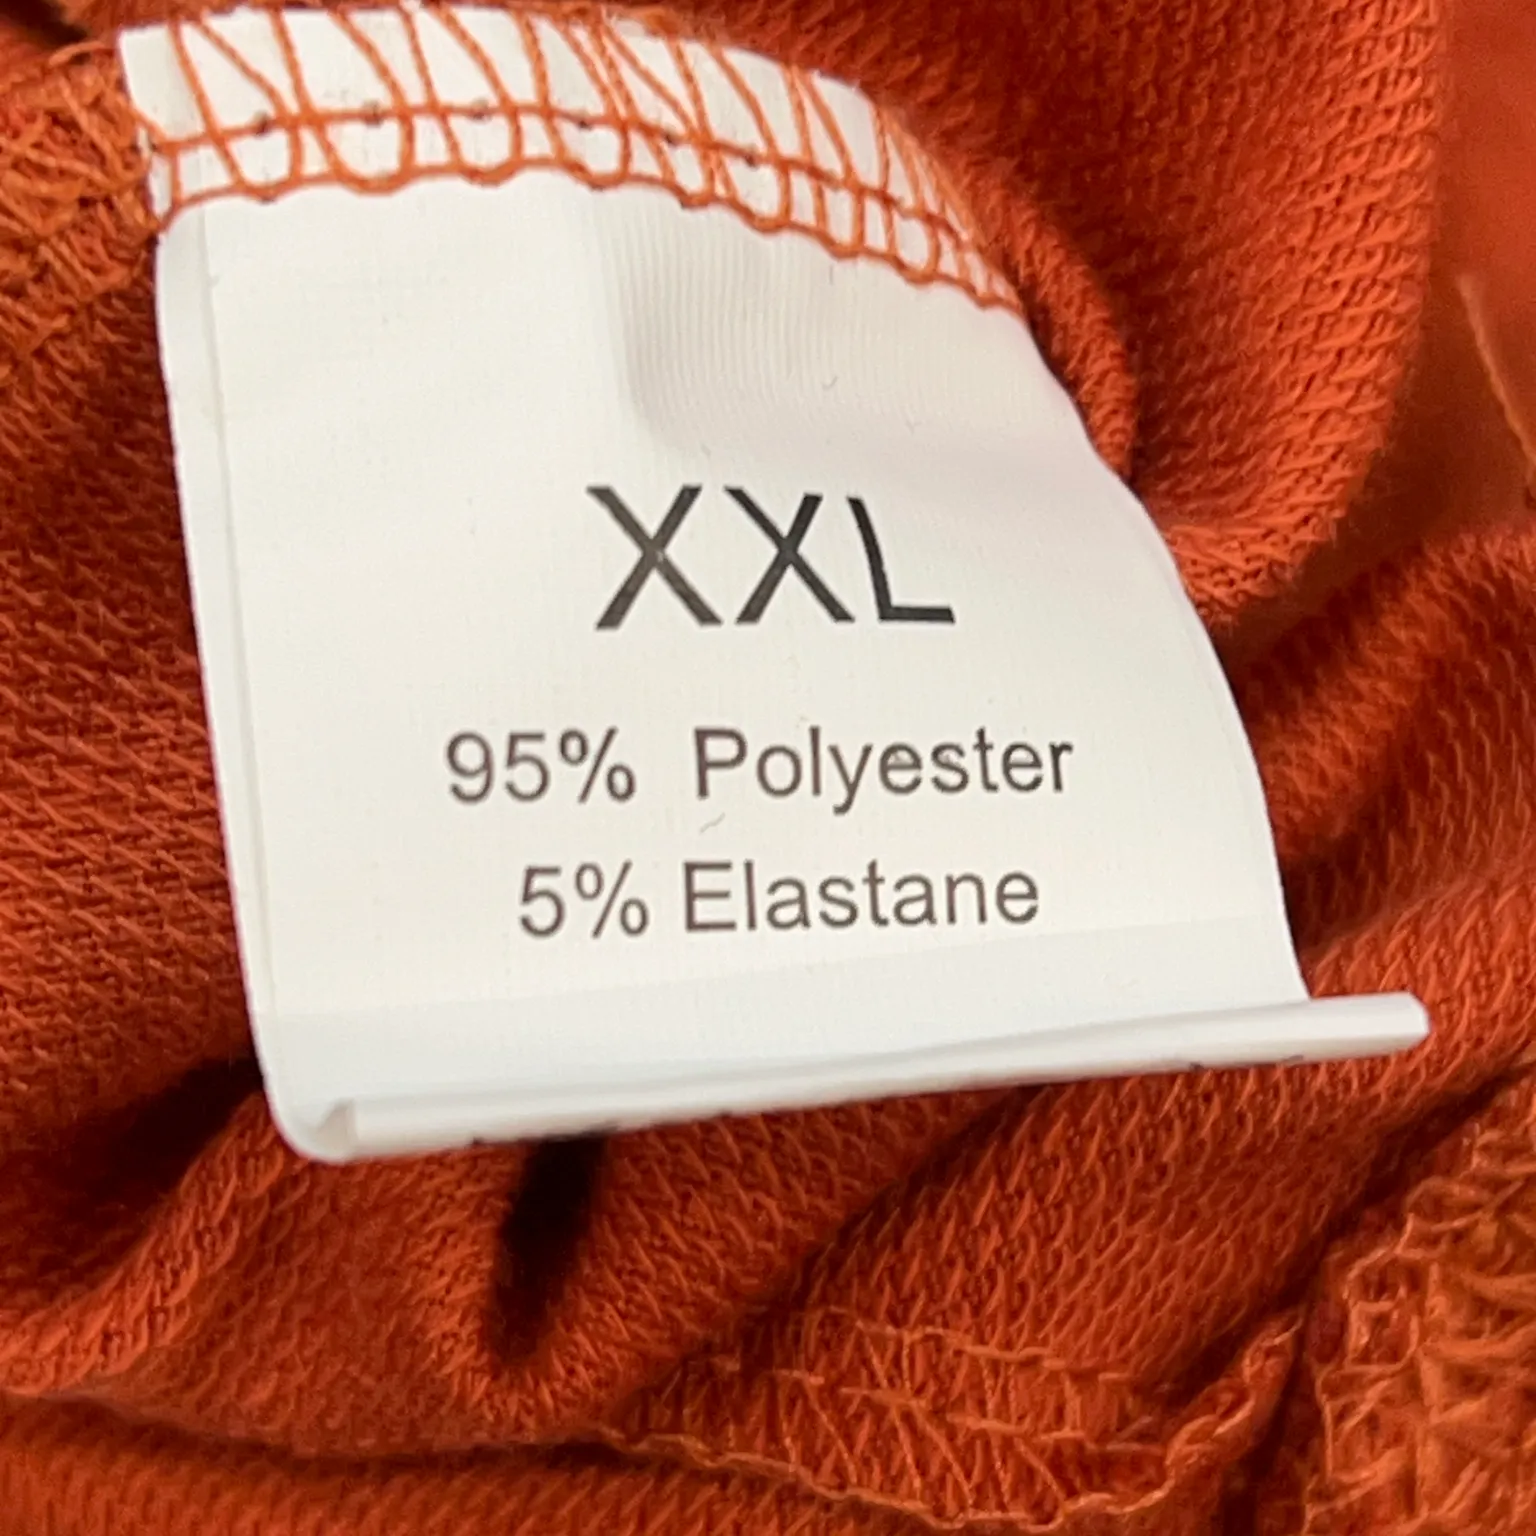 XXL
95% Polyester
5% Elastane